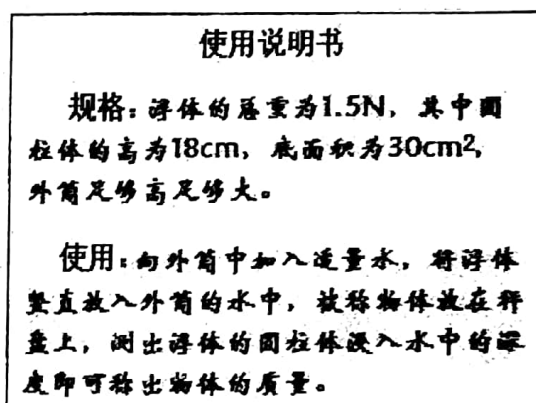 使用说明书
规格：浮体的总重为1.5N，其中圆
柱体的高为18cm，底面积为30cm²，
外筒足够高足够大。
使用：向外筒中加入适量水，将浮体
竖直放入外筒的水中，被称物体放在秤
盘上，测出浮体的圆柱体浸入水中的深
度即可称出物体的质量。